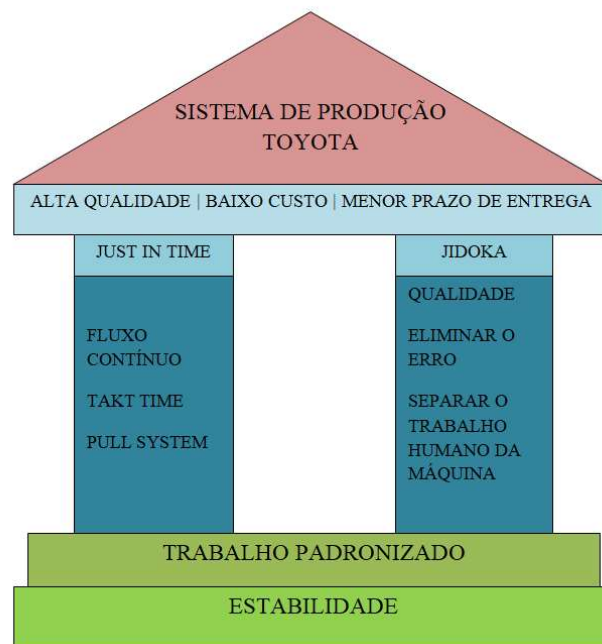 SISTEMA DE PRODUÇÃO
TOYOTA
ALTA QUALIDADE | BAIXO CUSTO | MENOR PRAZO DE ENTREGA
JUST IN TIME
FLUXO
CONTÍNUO
TAKT TIME
PULL SYSTEM
JIDOKA
QUALIDADE
ELIMINAR O
ERRO
SEPARAR O
TRABALHO
HUMANO DA
MÁQUINA
TRABALHO PADRONIZADO
ESTABILIDADE